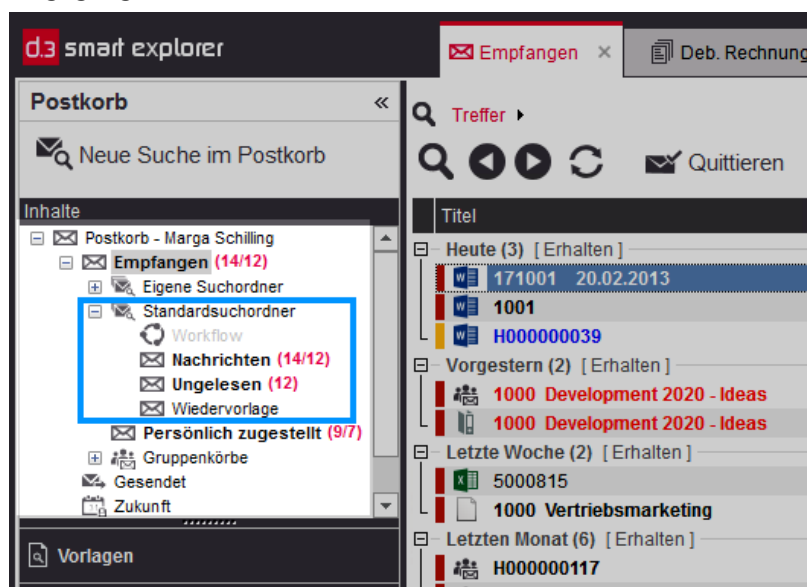 d.3 smart explorer
Empfangen ×
Deb. Rechnung
Postkorb «
Treffer
Neue Suche im Postkorb
Quittieren
Inhalte
Titel
Postkorb - Marga Schilling
Empfangen (14/12)
Eigene Suchordner
Standardsuchordner
Workflow
Nachrichten (14/12)
Ungelesen (12)
Wiedervorlage
Persönlich zugestellt (9/7)
Gruppenkörbe
Gesendet
Zukunft
Vorlagen
Heute (3) [ Erhalten ]
171001 20.02.2013
1001
H000000039
Vorgestern (2) [ Erhalten ]
1000 Development 2020 - Ideas
1000 Development 2020 - Ideas
Letzte Woche (2) [ Erhalten ]
5000815
1000 Vertriebsmarketing
Letzten Monat (6) [ Erhalten ]
H000000117